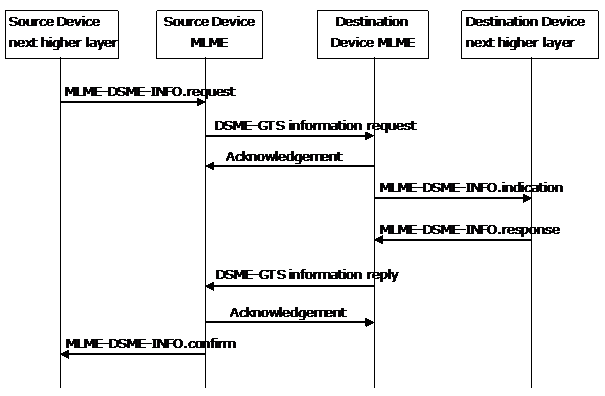 Source Device
next higher layer
Source Device
MLME
Destination
Device MLME
Destination Device
next higher layer
MLME-DSME-INFO.request
DSME-GTS information request
Acknowledgement
MLME-DSME-INFO.indication
MLME-DSME-INFO.response
DSME-GTS information reply
Acknowledgement
MLME-DSME-INFO.confirm